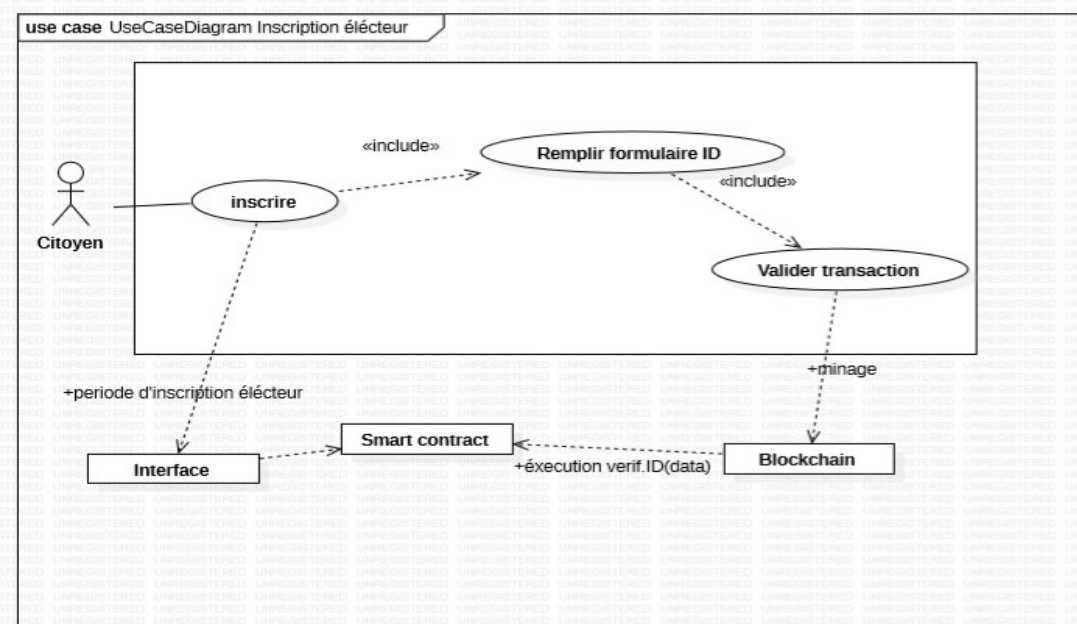 use case UseCaseDiagram Inscription élécteur
«include»
Remplir formulaire ID
«include»
inscrire
Citoyen
Valider transaction
+minage
+periode d'inscription élécteur
Smart contract
Interface
+éxecution verif.ID(data)
Blockchain
UNREGISTERED